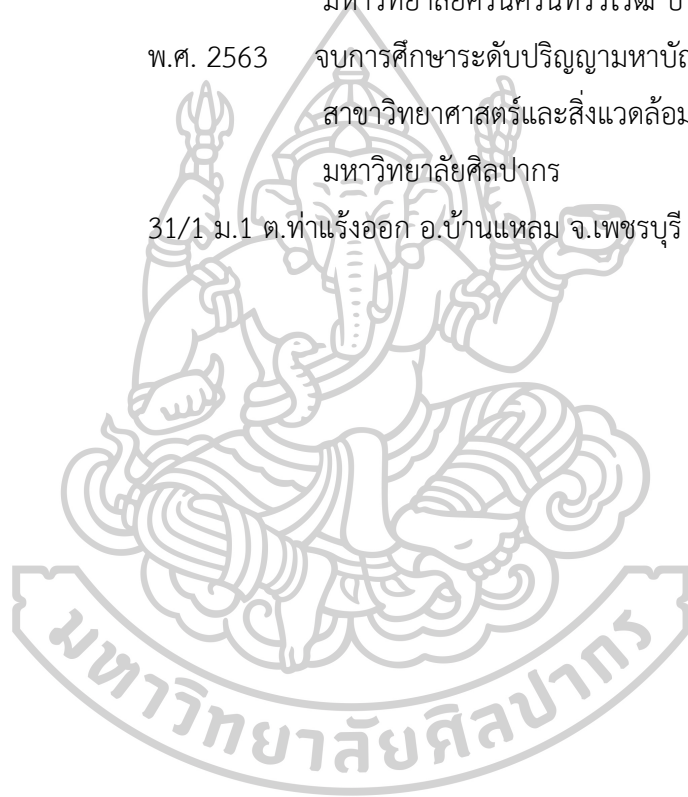 พ.ศ. 2563 จบการศึกษาระดับปริญญามหาบัณ
สาขาวิทยาศาสตร์และสิ่งแวดล้อม
มหาวิทยาลัยศิลปากร
31/1 ม.1 ต.ท่าแร้งออก อ.บ้านแหลม จ.เพชรบุรี
มหาวิทยาลัยศิลปากร